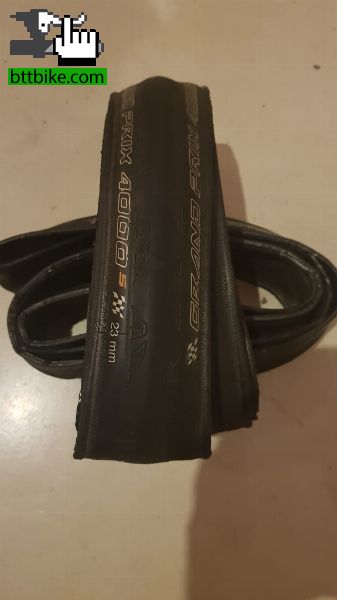 bttbike.com
PRIX 4000 S
23 mm
GRAND PRIX